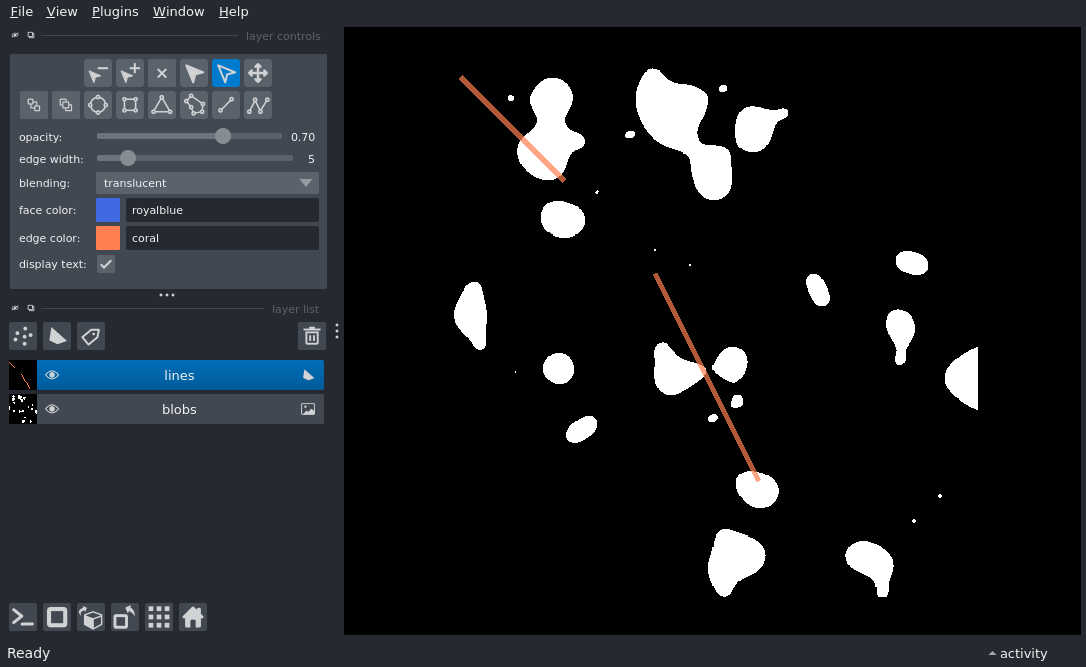 File View Plugins Window Help
layer controls
opacity: 0.70
edge width: 5
blending: translucent
face color: royalblue
edge color: coral
display text:
layer list
lines
blobs
Ready
activity